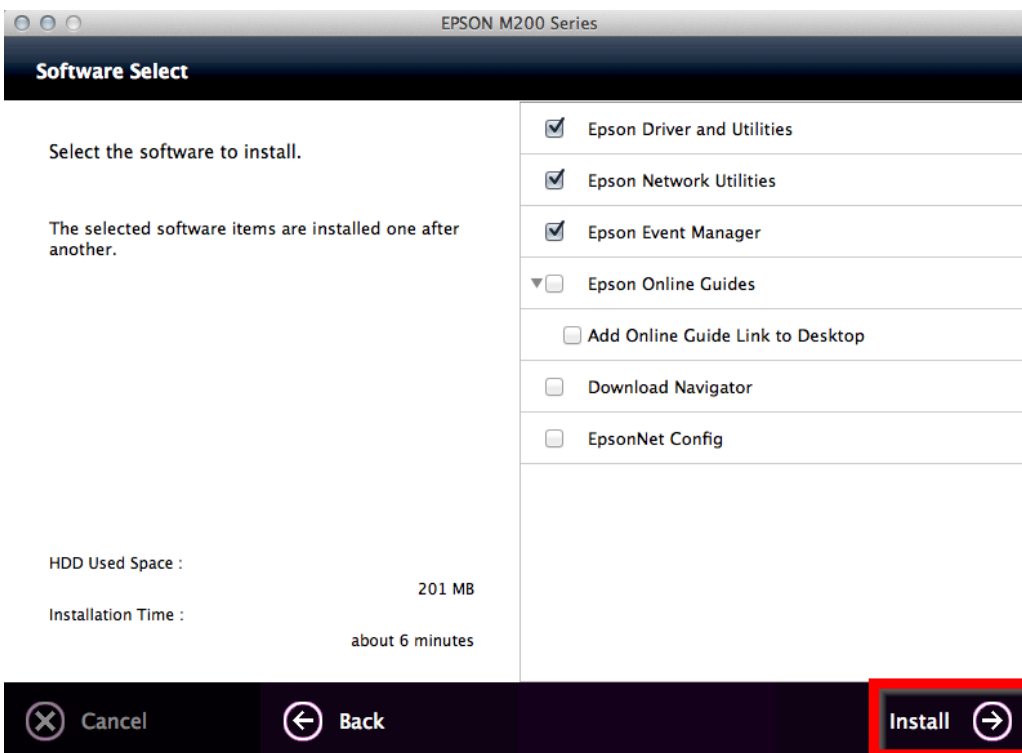 EPSON M200 Series
Software Select
Select the software to install.
The selected software items are installed one after
another.
HDD Used Space :
201 MB
Installation Time :
about 6 minutes
Epson Driver and Utilities
Epson Network Utilities
Epson Event Manager
Epson Online Guides
Add Online Guide Link to Desktop
Download Navigator
EpsonNet Config
Cancel
Back
Install